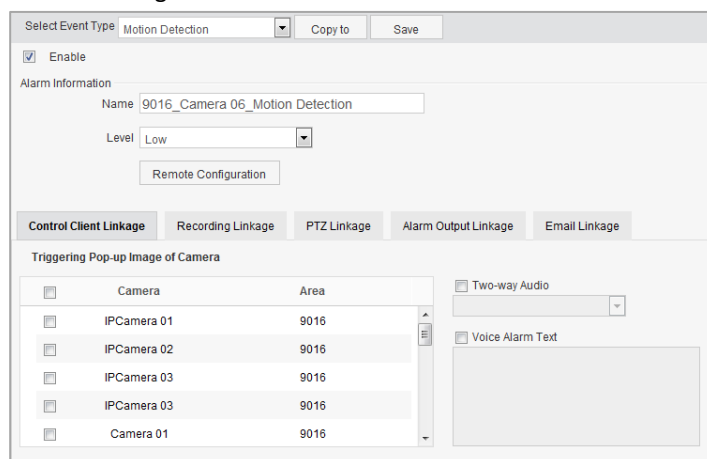 Select Event Type Motion Detection Copy to Save
Enable
Alarm Information
Name 9016_Camera 06_Motion Detection
Level Low
Remote Configuration
Control Client Linkage Recording Linkage PTZ Linkage Alarm Output Linkage Email Linkage
Triggering Pop-up Image of Camera
Camera Area
IPCamera 01 9016
IPCamera 02 9016
IPCamera 03 9016
IPCamera 03 9016
Camera 01 9016
Two-way Audio
Voice Alarm Text